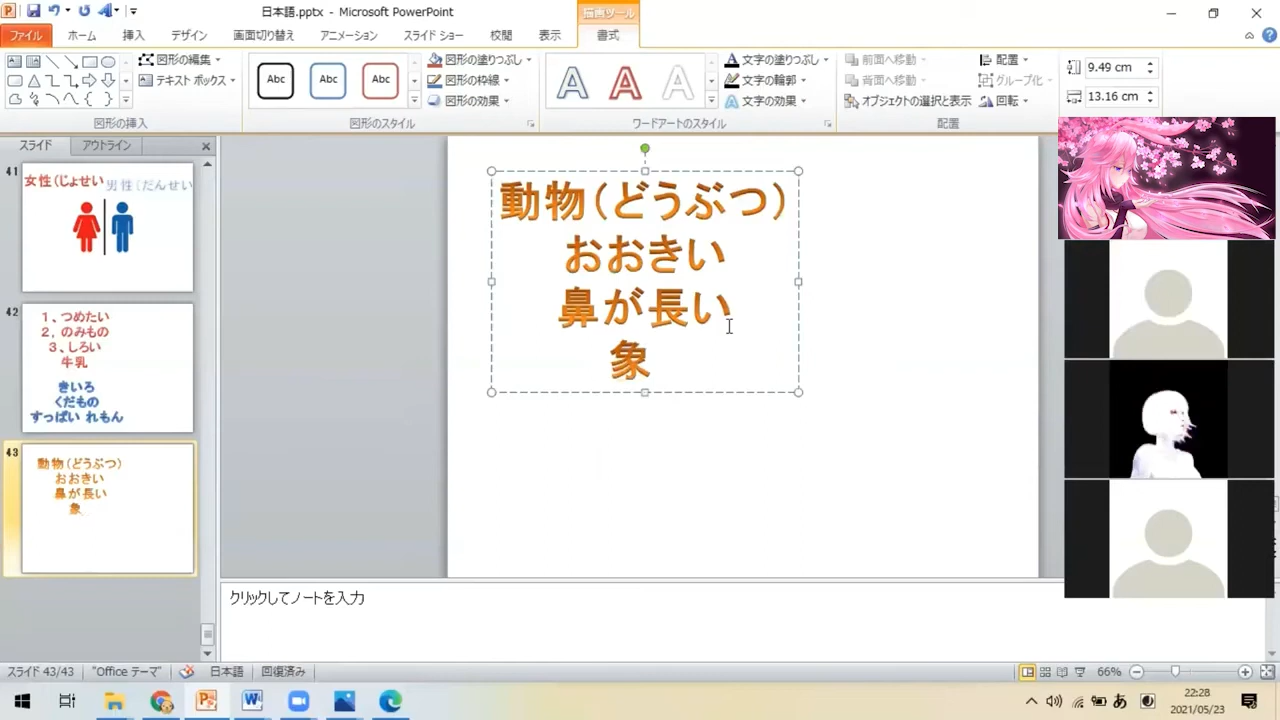 日本語.pptx - Microsoft PowerPoint
描画ツール
ファイル ホーム 挿入 デザイン 画面切り替え アニメーション スライド ショー 校閲 表示 書式
図形の編集
テキスト ボックス
図形の挿入
Abc Abc Abc
図形の塗りつぶし
図形の枠線
図形の効果
図形のスタイル
A A A
文字の塗りつぶし
文字の輪郭
文字の効果
ワードアートのスタイル
前面へ移動
背面へ移動
オブジェクトの選択と表示
配置
グループ化
回転
配置
9.49 cm
13.16 cm
スライド アウトライン
41
女性(じょせい 男性(だんせい
42
1、つめたい
2，のみもの
3、しろい
牛乳
きいろ
くだもの
すっぱい れもん
43
動物(どうぶつ)
おおきい
鼻が長い
象
動物(どうぶつ)
おおきい
鼻が長い
象
クリックしてノートを入力
スライド 43/43 "Office テーマ" 日本語 回復済み 66%
あ
22:28
2021/05/23